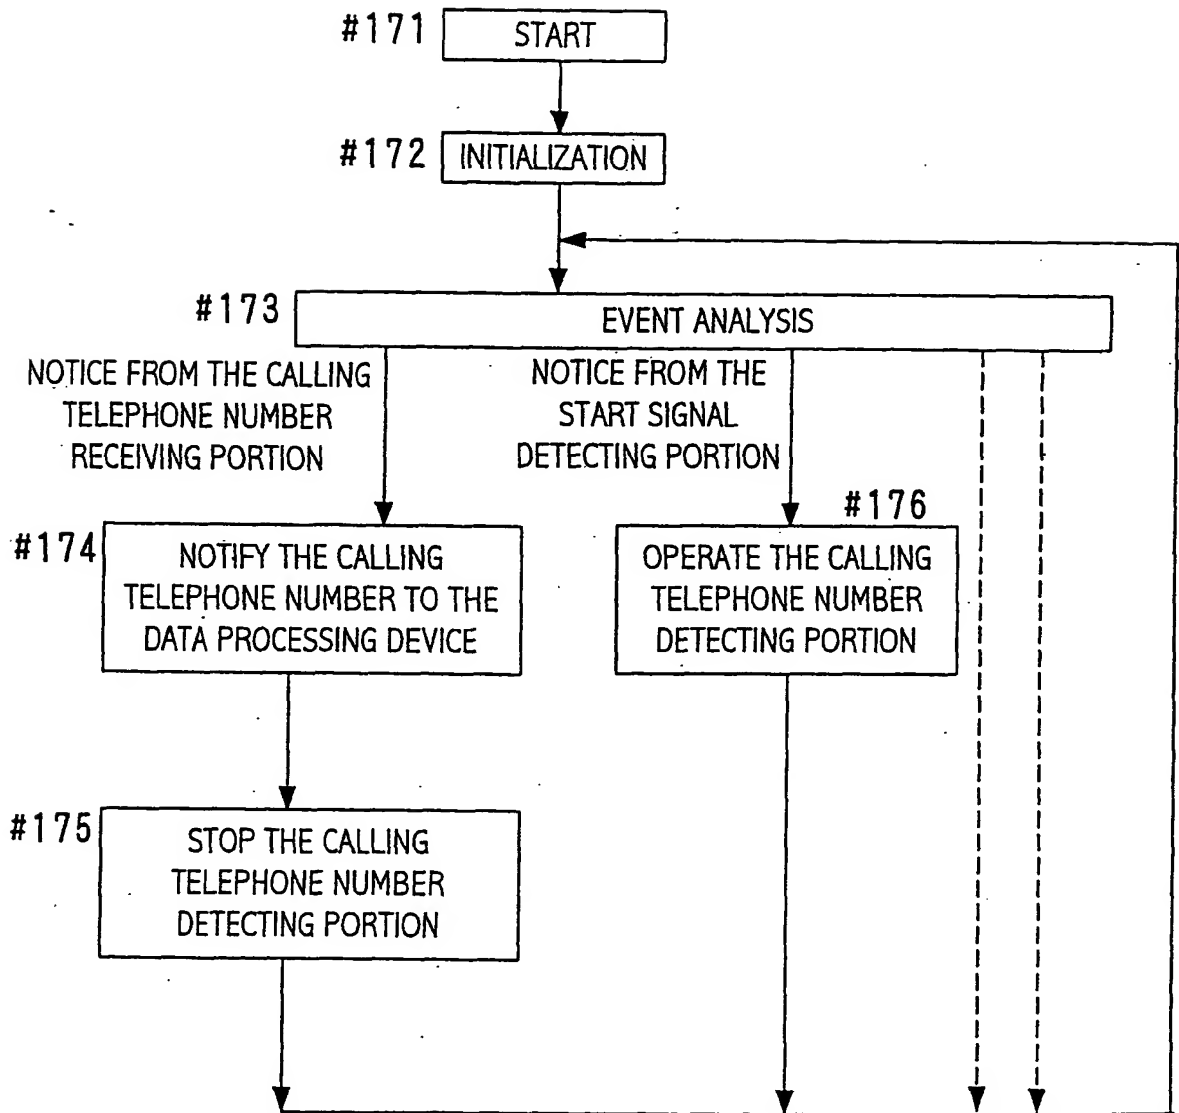 #171 START
#172 INITIALIZATION
#173 EVENT ANALYSIS
NOTICE FROM THE CALLING
TELEPHONE NUMBER
RECEIVING PORTION
NOTICE FROM THE
START SIGNAL
DETECTING PORTION
#174
NOTIFY THE CALLING
TELEPHONE NUMBER TO THE
DATA PROCESSING DEVICE
#176
OPERATE THE CALLING
TELEPHONE NUMBER
DETECTING PORTION
#175
STOP THE CALLING
TELEPHONE NUMBER
DETECTING PORTION